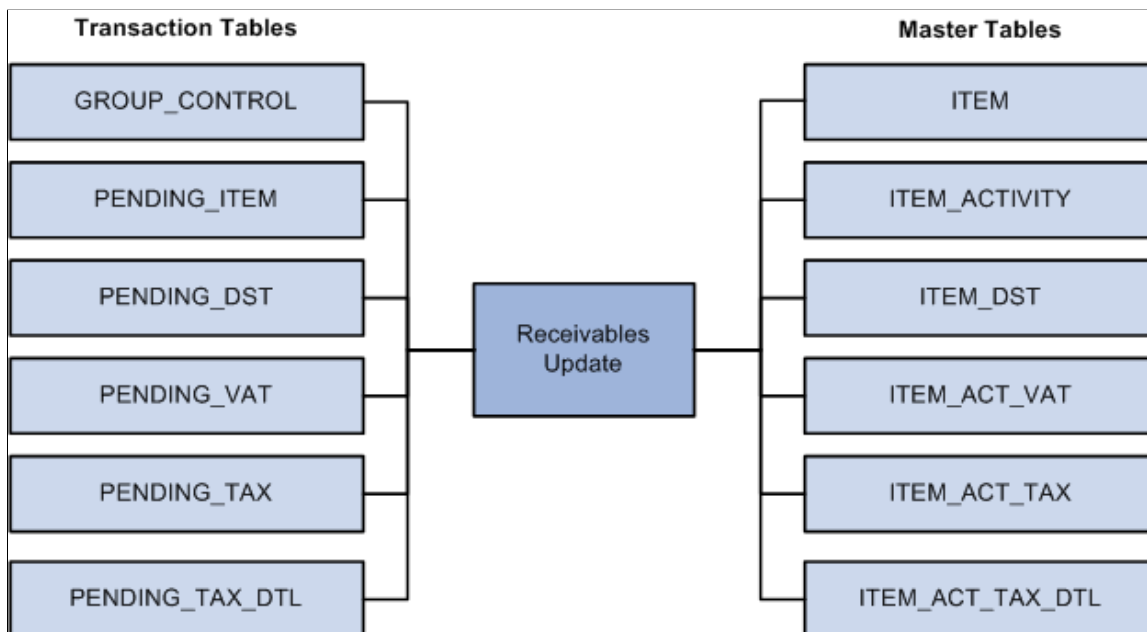 Transaction Tables
Master Tables
GROUP_CONTROL
ITEM
PENDING_ITEM
ITEM_ACTIVITY
PENDING_DST
ITEM_DST
Receivables
Update
PENDING_VAT
ITEM_ACT_VAT
PENDING_TAX
ITEM_ACT_TAX
PENDING_TAX_DTL
ITEM_ACT_TAX_DTL